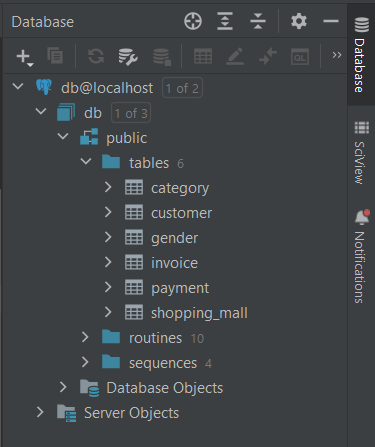 Database
QL
db@localhost 1 of 2
db 1 of 3
public
tables 6
category
customer
gender
invoice
payment
shopping_mall
routines 10
sequences 4
Database Objects
Server Objects
Database
SciView
Notifications